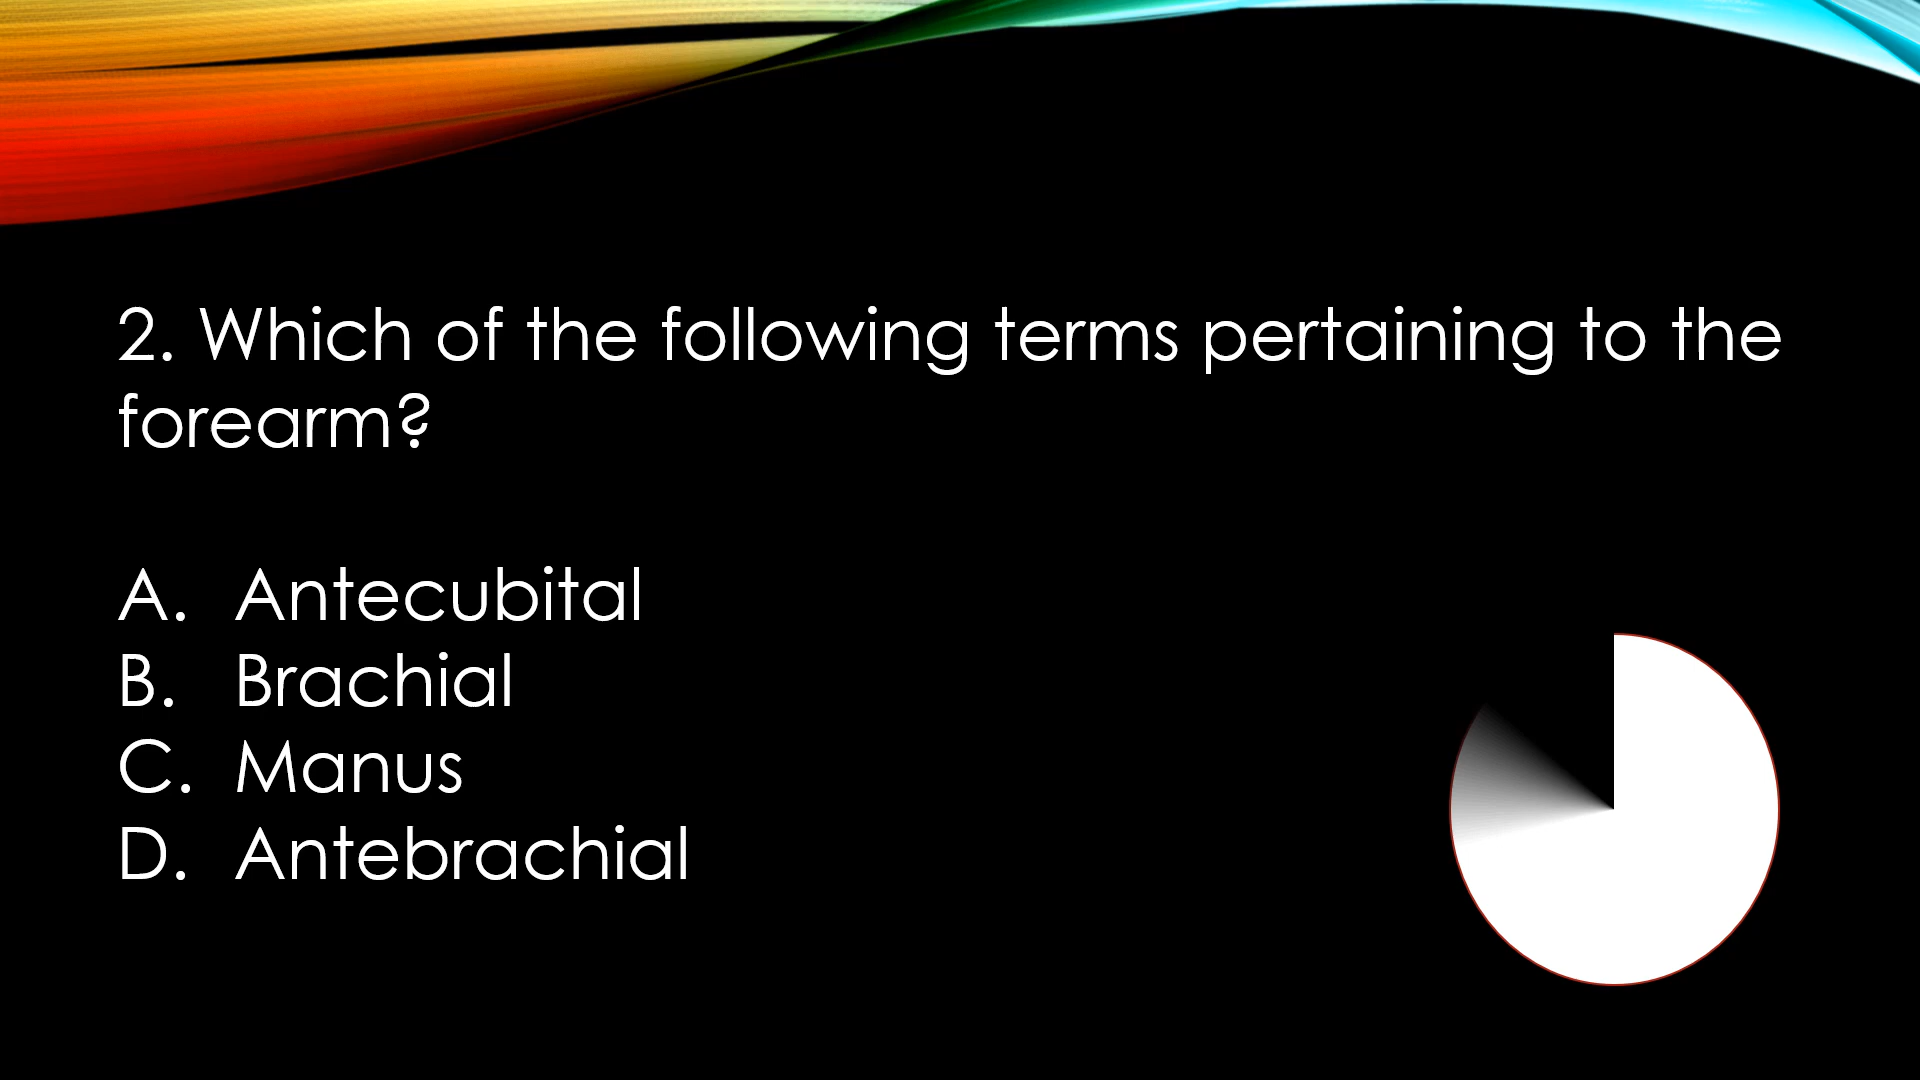 2. Which of the following terms pertaining to the
forearm?
A. Antecubital
B. Brachial
C. Manus
D. Antebrachial